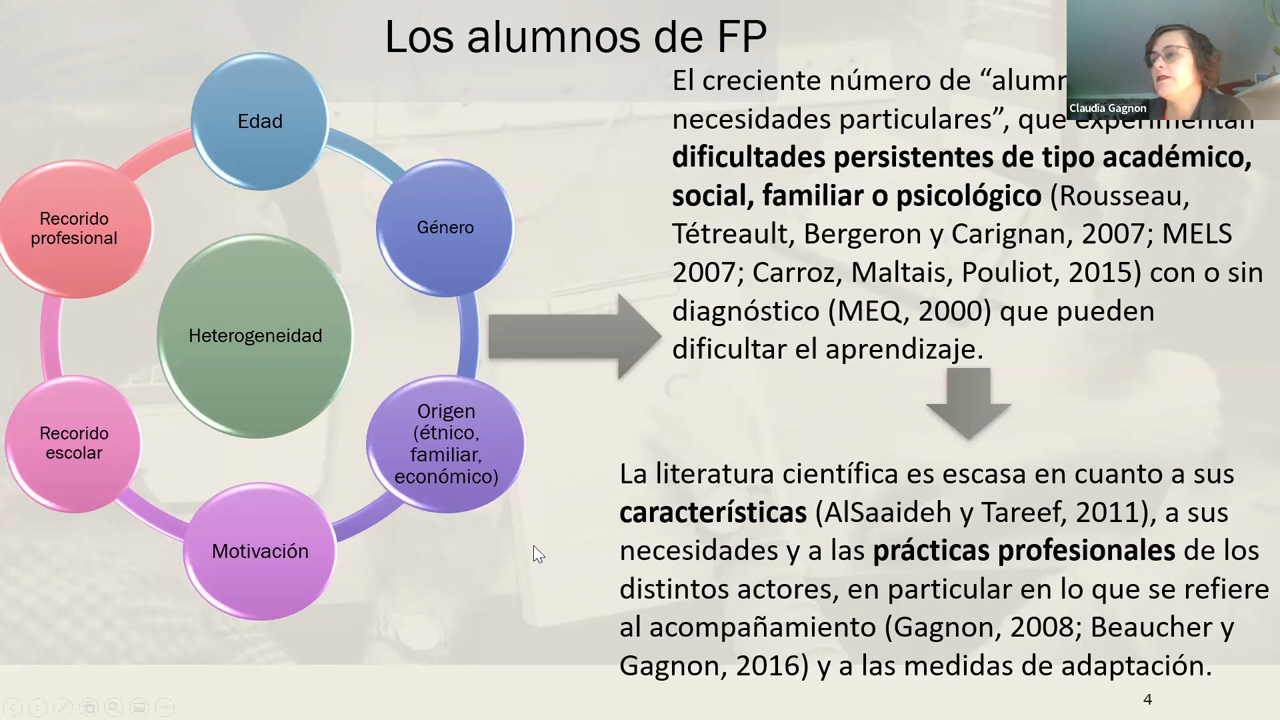 Los alumnos de FP
Edad
Género
Origen
(étnico,
familiar,
económico)
Motivación
Recorido
escolar
Recorido
profesional
Heterogeneidad
El creciente número de “alumn
necesidades particulares”, que experimentan
dificultades persistentes de tipo académico,
social, familiar o psicológico (Rousseau,
Tétreault, Bergeron y Carignan, 2007; MELS
2007; Carroz, Maltais, Pouliot, 2015) con o sin
diagnóstico (MEQ, 2000) que pueden
dificultar el aprendizaje.
La literatura científica es escasa en cuanto a sus
características (AlSaaideh y Tareef, 2011), a sus
necesidades y a las prácticas profesionales de los
distintos actores, en particular en lo que se refiere
al acompañamiento (Gagnon, 2008; Beaucher y
Gagnon, 2016) y a las medidas de adaptación.
Claudia Gagnon
4